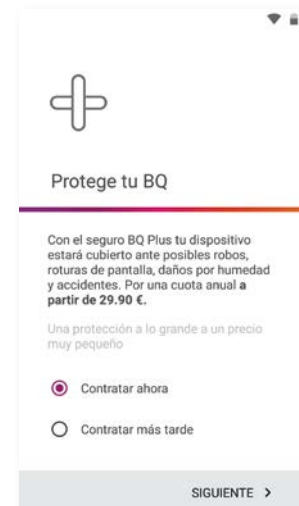 Protege tu BQ
Con el seguro BQ Plus tu dispositivo
estará cubierto ante posibles robos,
roturas de pantalla, daños por humedad
y accidentes. Por una cuota anual a
partir de 29.90 €.
Una protección a lo grande a un precio
muy pequeño
Contratar ahora
Contratar más tarde
SIGUIENTE >